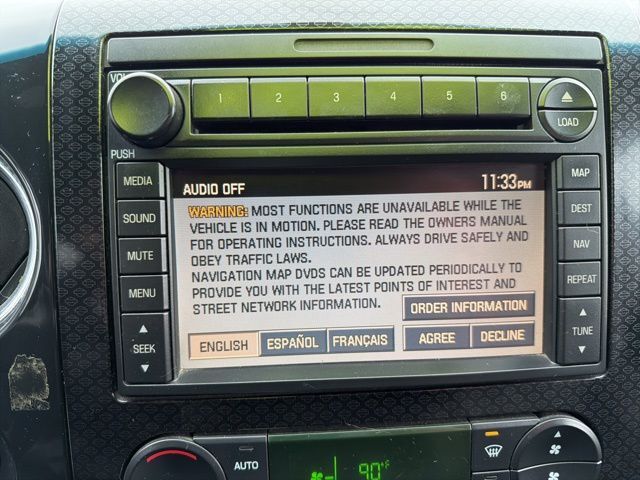 VOL
1 2 3 4 5 6
LOAD
PUSH
MEDIA
SOUND
MUTE
MENU
SEEK
MAP
DEST
NAV
REPEAT
TUNE
AUDIO OFF 11:33PM
WARNING: MOST FUNCTIONS ARE UNAVAILABLE WHILE THE
VEHICLE IS IN MOTION. PLEASE READ THE OWNERS MANUAL
FOR OPERATING INSTRUCTIONS. ALWAYS DRIVE SAFELY AND
OBEY TRAFFIC LAWS.
NAVIGATION MAP DVDS CAN BE UPDATED PERIODICALLY TO
PROVIDE YOU WITH THE LATEST POINTS OF INTEREST AND
STREET NETWORK INFORMATION.
ORDER INFORMATION
ENGLISH ESPAÑOL FRANÇAIS AGREE DECLINE
AUTO
90°F